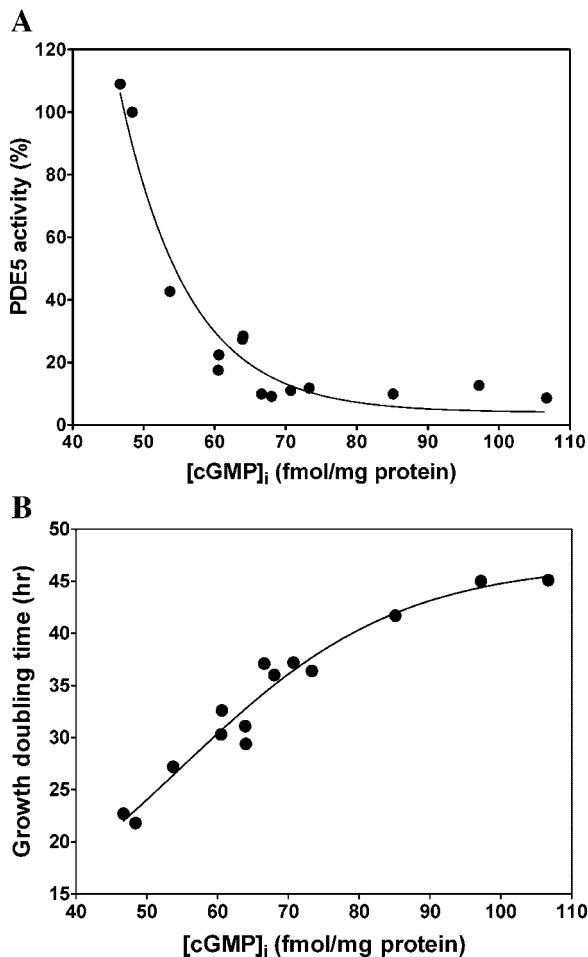 A
120
100
80
60
40
20
0
PDE5 activity (%)
40 50 60 70 80 90 100 110
[cGMP]i (fmol/mg protein)
B
50
45
40
35
30
25
20
15
Growth doubling time (hr)
40 50 60 70 80 90 100 110
[cGMP]i (fmol/mg protein)